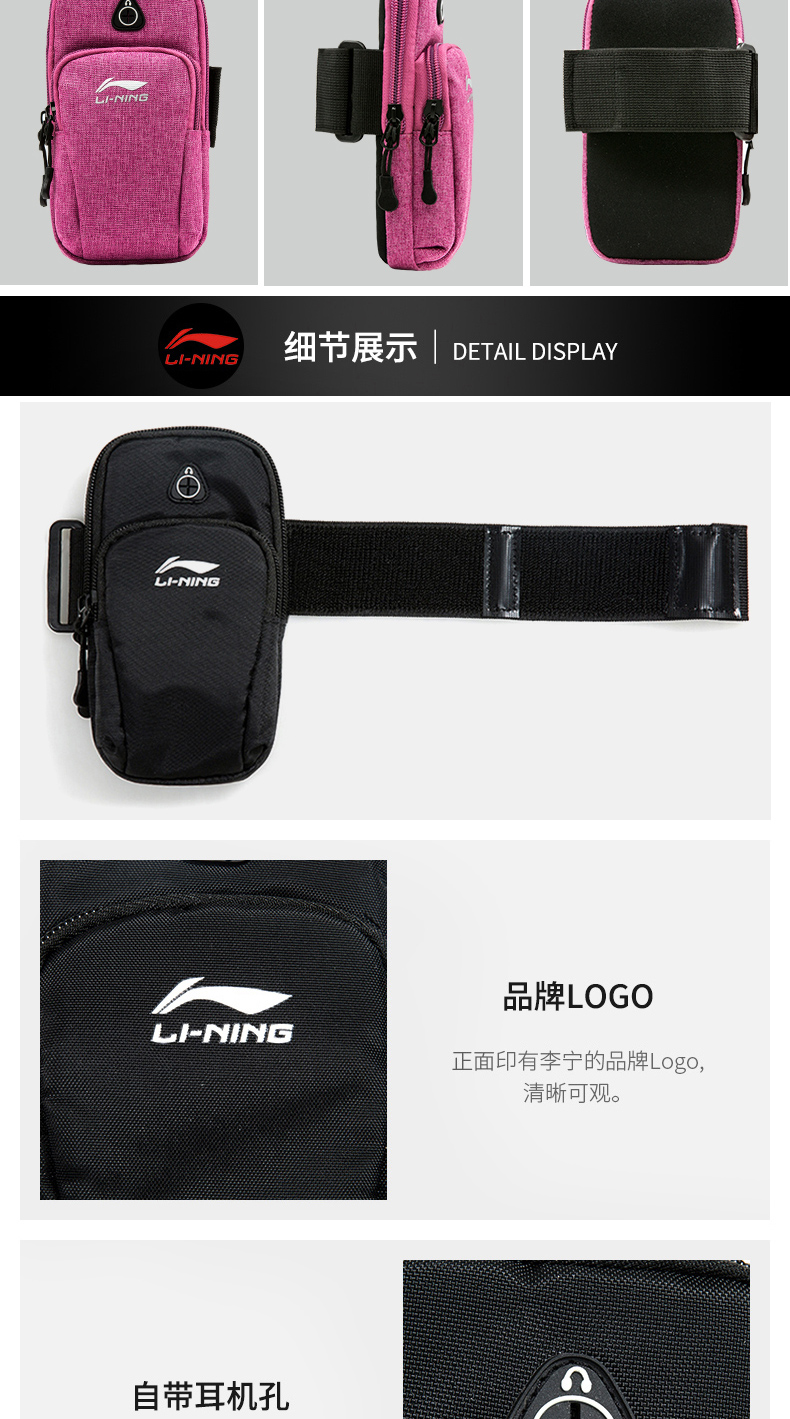 LI-NING
LI-NING
细节展示
DETAIL DISPLAY
LI-NING
LI-NING
品牌LOGO
正面印有李宁的品牌Logo,
清晰可观。
自带耳机孔